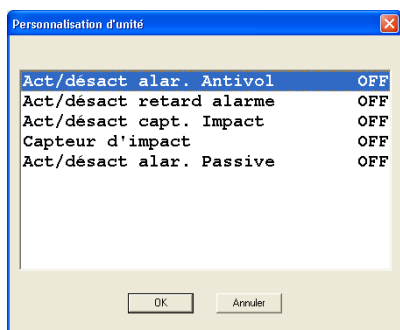 Personnalisation d'unité
Act/désact alar. Antivol OFF
Act/désact retard alarme OFF
Act/désact capt. Impact OFF
Capteur d'impact OFF
Act/désact alar. Passive OFF
OK Annuler